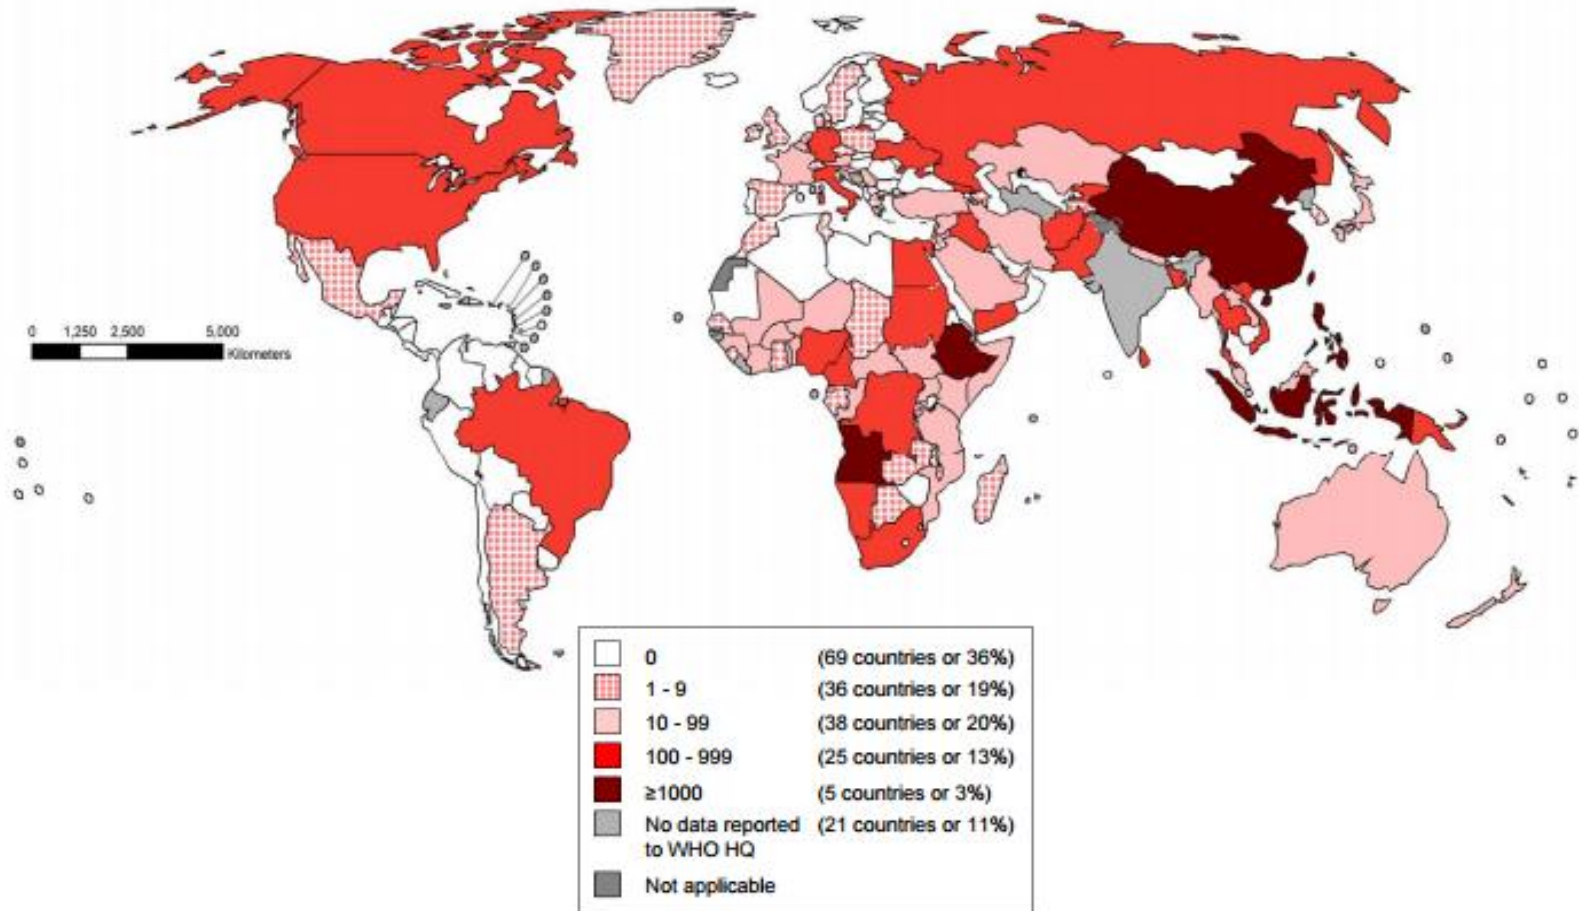 0 1,250 2,500 5,000
Kilometers
0 (69 countries or 36%)
1 - 9 (36 countries or 19%)
10 - 99 (38 countries or 20%)
100 - 999 (25 countries or 13%)
≥1000 (5 countries or 3%)
No data reported (21 countries or 11%)
to WHO HQ
Not applicable